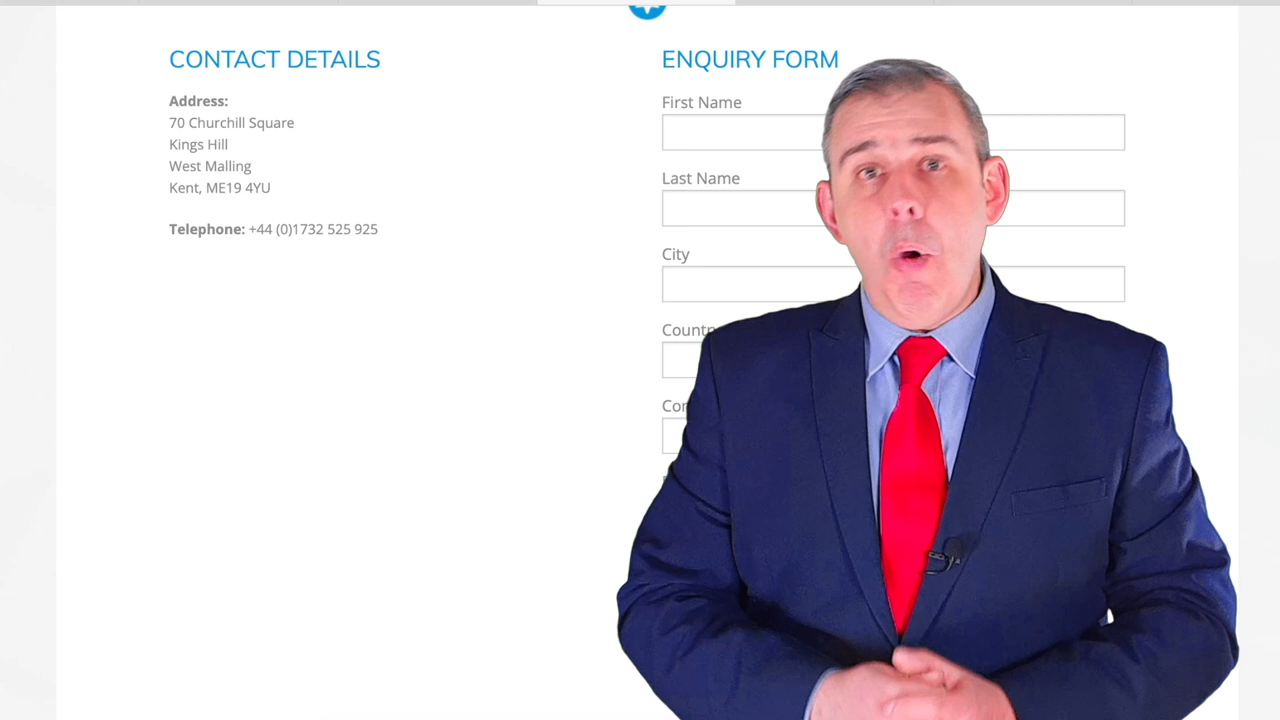 CONTACT DETAILS
Address:
70 Churchill Square
Kings Hill
West Malling
Kent, ME19 4YU
Telephone: +44 (0)1732 525 925
ENQUIRY FORM
First Name
Last Name
City